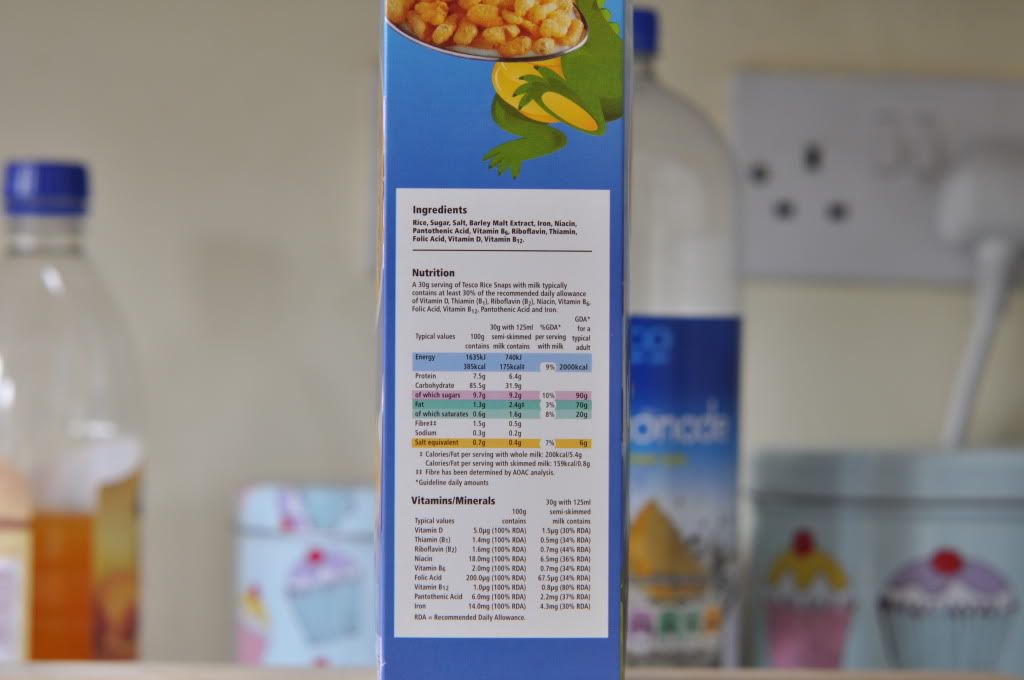 Ingredients
Rice, Sugar, Salt, Barley Malt Extract, Iron, Niacin,
Pantothenic Acid, Vitamin B6, Riboflavin, Thiamin,
Folic Acid, Vitamin D, Vitamin B12.
Nutrition
A 30g serving of Tesco Rice Snaps with milk typically
contains at least 30% of the recommended daily allowance
of Vitamin D, Thiamin (B1), Riboflavin (B2), Niacin, Vitamin B6,
Folic Acid, Vitamin B12, Pantothenic Acid and Iron.
GDA*
30g with 125ml %GDA* for a
Typical values 100g semi-skimmed per serving typical
contains milk contains with milk adult
Energy 1635kJ 740kJ
385kcal 175kcal‡ 9% 2000kcal
Protein 7.5g 6.4g
Carbohydrate 85.5g 31.9g
of which sugars 9.7g 9.2g 10% 90g
Fat 1.3g 2.4g‡ 3% 70g
of which saturates 0.6g 1.6g 8% 20g
Fibre‡‡ 1.5g 0.5g
Sodium 0.3g 0.2g
Salt equivalent 0.7g 0.4g 7% 6g
‡ Calories/Fat per serving with whole milk: 200kcal/5.4g
Calories/Fat per serving with skimmed milk: 159kcal/0.8g
‡‡ Fibre has been determined by AOAC analysis.
*Guideline daily amounts
Vitamins/Minerals 30g with 125ml
100g semi-skimmed
Typical values contains milk contains
Vitamin D 5.0µg (100% RDA) 1.5µg (30% RDA)
Thiamin (B1) 1.4mg (100% RDA) 0.5mg (34% RDA)
Riboflavin (B2) 1.6mg (100% RDA) 0.7mg (44% RDA)
Niacin 18.0mg (100% RDA) 6.5mg (36% RDA)
Vitamin B6 2.0mg (100% RDA) 0.7mg (34% RDA)
Folic Acid 200.0µg (100% RDA) 67.5µg (34% RDA)
Vitamin B12 1.0µg (100% RDA) 0.8µg (80% RDA)
Pantothenic Acid 6.0mg (100% RDA) 2.2mg (37% RDA)
Iron 14.0mg (100% RDA) 4.3mg (30% RDA)
RDA = Recommended Daily Allowance.
CO
onade